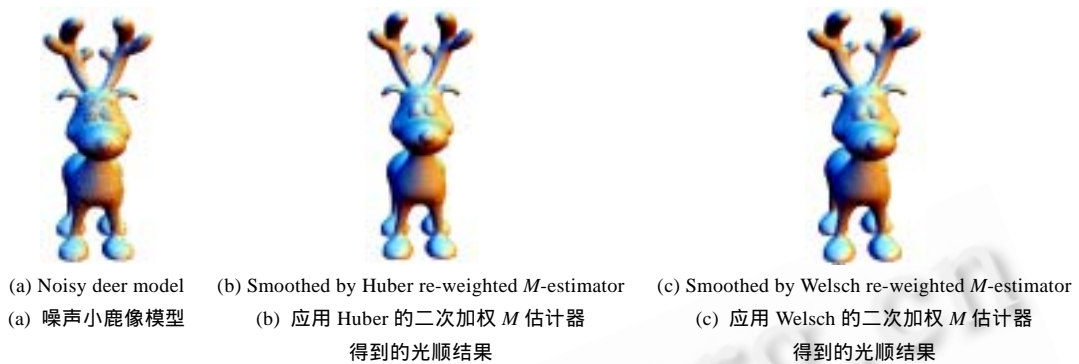 (a) Noisy deer model (b) Smoothed by Huber re-weighted M-estimator (c) Smoothed by Welsch re-weighted M-estimator
(a) 噪声小鹿像模型 (b) 应用 Huber 的二次加权 M 估计器 (c) 应用 Welsch 的二次加权 M 估计器
得到的光顺结果 得到的光顺结果